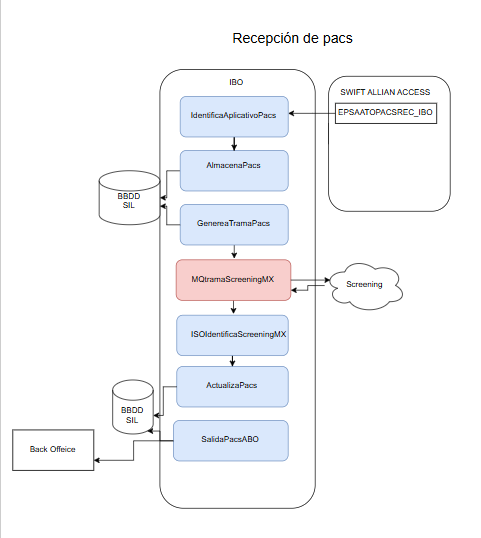 Recepción de pacs
IBO
SWIFT ALLIAN ACCESS
EPSAATOPACSREC_IBO
IdentificaAplicativoPacs
AlmacenaPacs
BBDD
SIL
GenereaTramaPacs
MQtramaScreeningMX
Screening
ISOIdentificaScreeningMX
ActualizaPacs
BBDD
SIL
SalidaPacsABO
Back Offeice